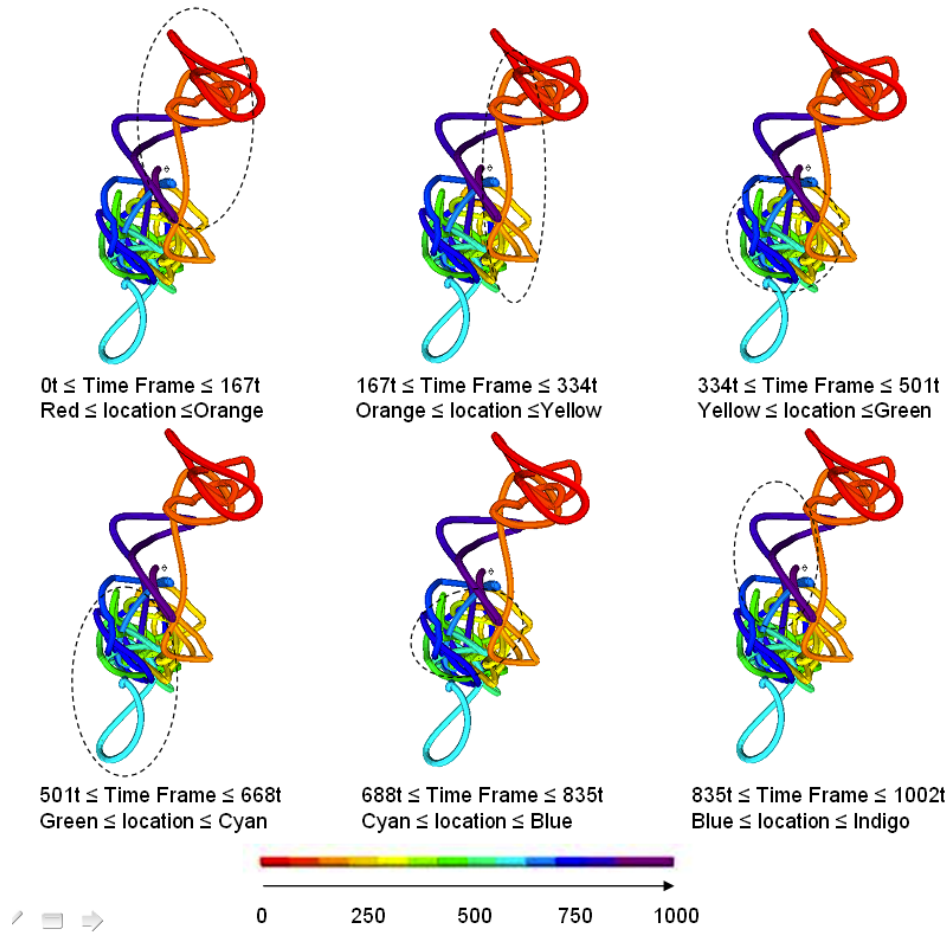 0t ≤ Time Frame ≤ 167t
Red ≤ location ≤Orange
167t ≤ Time Frame ≤ 334t
Orange ≤ location ≤Yellow
334t ≤ Time Frame ≤ 501t
Yellow ≤ location ≤Green
501t ≤ Time Frame ≤ 668t
Green ≤ location ≤ Cyan
688t ≤ Time Frame ≤ 835t
Cyan ≤ location ≤ Blue
835t ≤ Time Frame ≤ 1002t
Blue ≤ location ≤ Indigo
0 250 500 750 1000